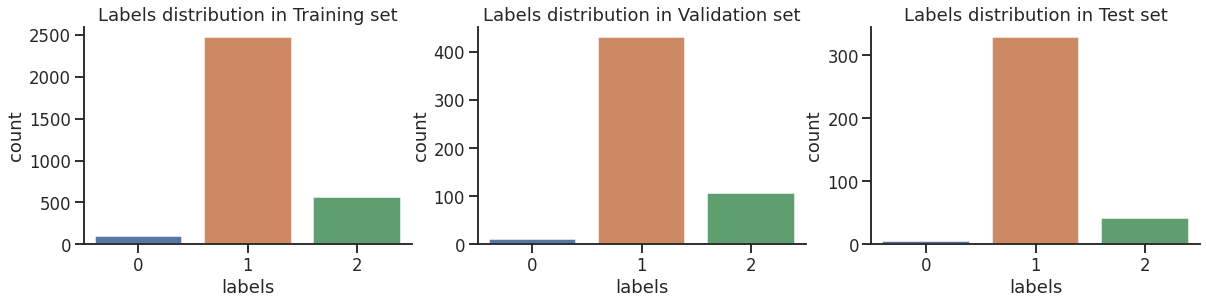 Labels distribution in Training set
count
2500
2000
1500
1000
500
0
0 1 2
labels
Labels distribution in Validation set
count
400
300
200
100
0
0 1 2
labels
Labels distribution in Test set
count
300
200
100
0
0 1 2
labels